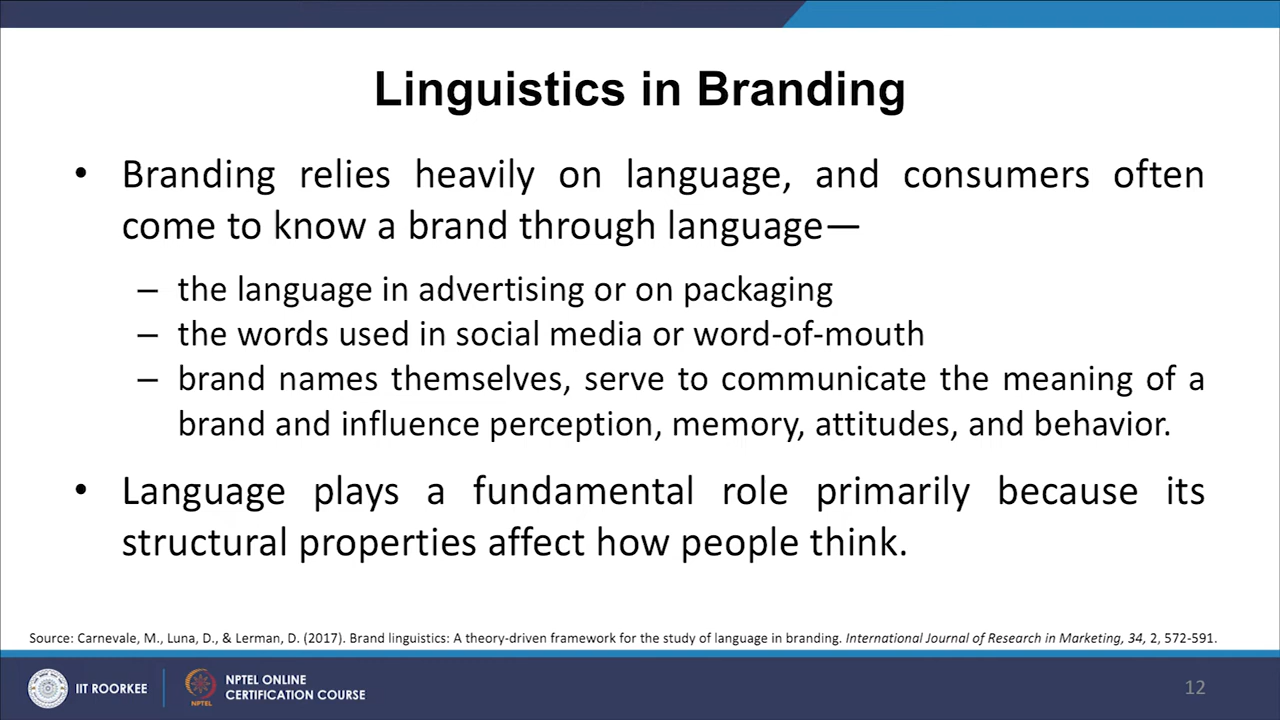 Linguistics in Branding
• Branding relies heavily on language, and consumers often
come to know a brand through language—
– the language in advertising or on packaging
– the words used in social media or word-of-mouth
– brand names themselves, serve to communicate the meaning of a
brand and influence perception, memory, attitudes, and behavior.
• Language plays a fundamental role primarily because its
structural properties affect how people think.
Source: Carnevale, M., Luna, D., & Lerman, D. (2017). Brand linguistics: A theory-driven framework for the study of language in branding. International Journal of Research in Marketing, 34, 2, 572-591.
IIT ROORKEE
NPTEL
NPTEL ONLINE
CERTIFICATION COURSE
12